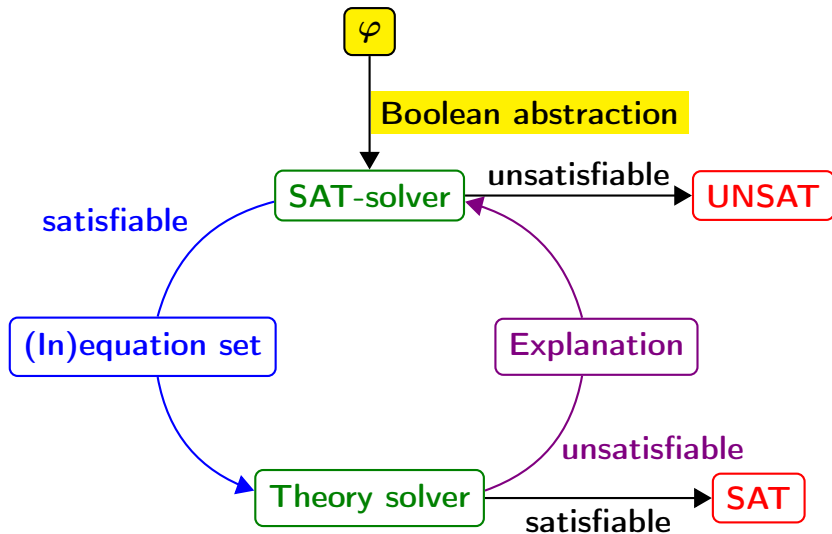 φ
Boolean abstraction
SAT-solver
unsatisfiable
UNSAT
satisfiable
(In)equation set
Explanation
unsatisfiable
Theory solver
satisfiable
SAT